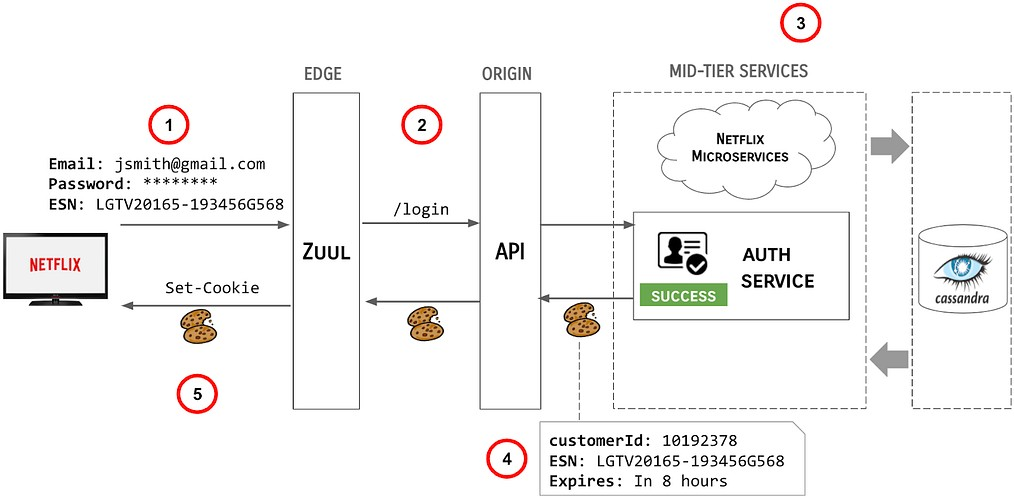 3
EDGE
ORIGIN
MID-TIER SERVICES
1
2
NETFLIX
MICROSERVICES
Email: jsmith@gmail.com
Password: ********
ESN: LGTV20165-193456G568
/login
ZUUL
API
NETFLIX
AUTH
SERVICE
SUCCESS
Set-Cookie
cassandra
5
4
customerId: 10192378
ESN: LGTV20165-193456G568
Expires: In 8 hours